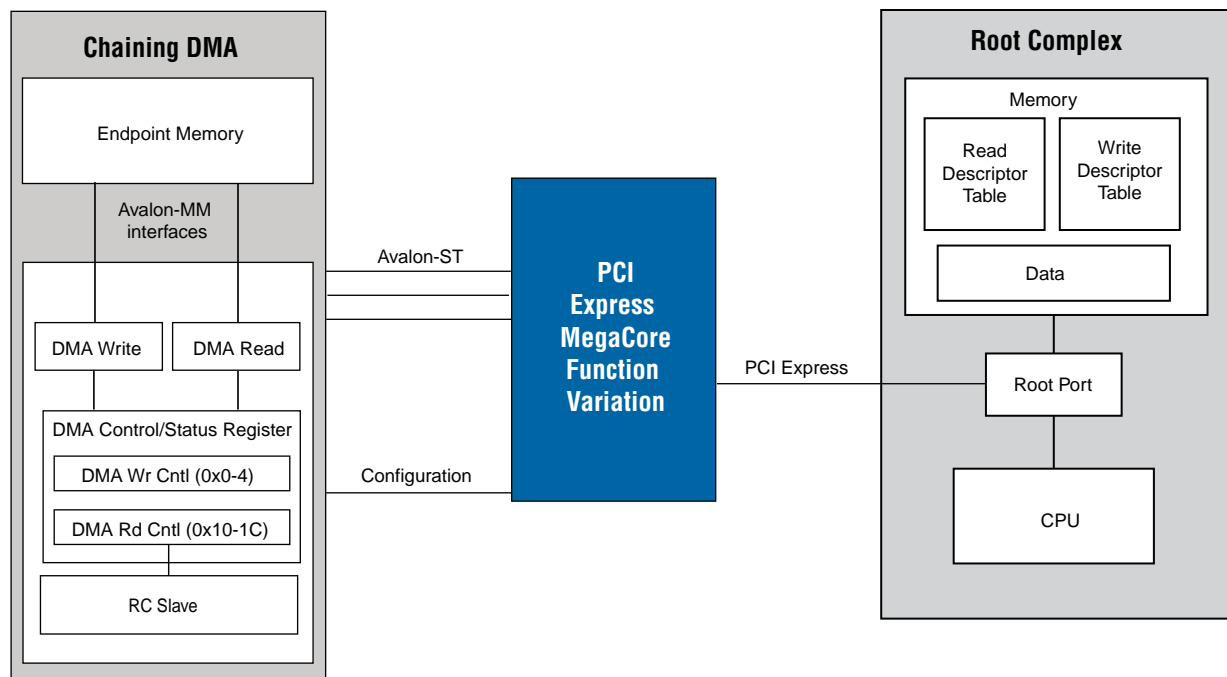 Chaining DMA
Endpoint Memory
Avalon-MM
interfaces
DMA Write
DMA Read
DMA Control/Status Register
DMA Wr Cntl (0x0-4)
DMA Rd Cntl (0x10-1C)
RC Slave
Avalon-ST
Configuration
PCI
Express
MegaCore
Function
Variation
PCI Express
Root Complex
Memory
Read
Descriptor
Table
Write
Descriptor
Table
Data
Root Port
CPU